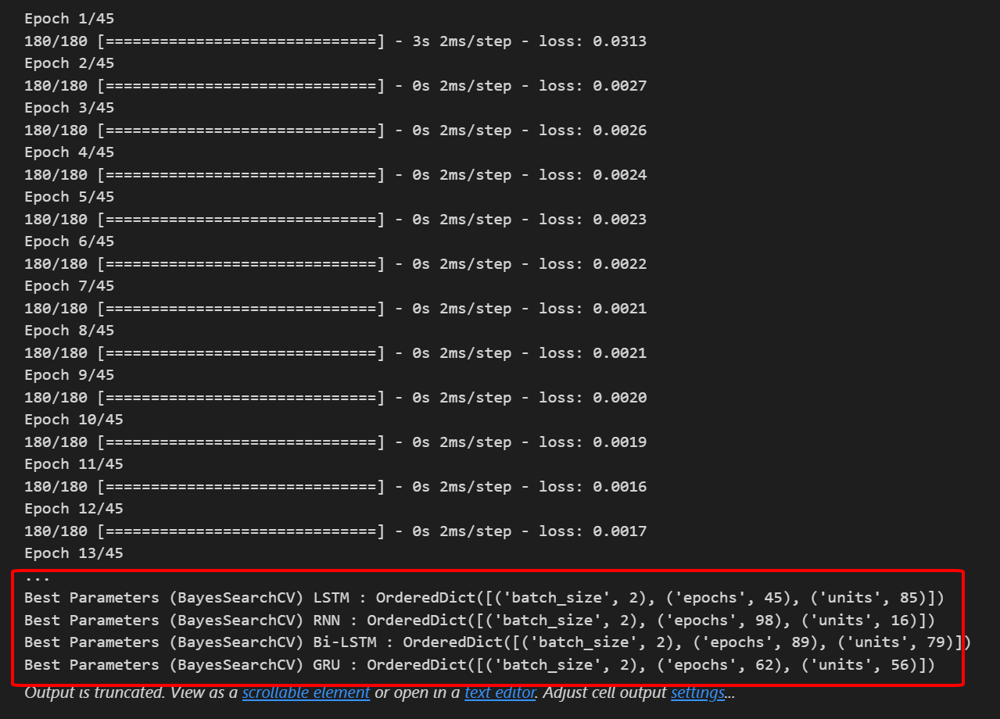 Epoch 1/45
180/180 [==============================] - 3s 2ms/step - loss: 0.0313
Epoch 2/45
180/180 [==============================] - 0s 2ms/step - loss: 0.0027
Epoch 3/45
180/180 [==============================] - 0s 2ms/step - loss: 0.0026
Epoch 4/45
180/180 [==============================] - 0s 2ms/step - loss: 0.0024
Epoch 5/45
180/180 [==============================] - 0s 2ms/step - loss: 0.0023
Epoch 6/45
180/180 [==============================] - 0s 2ms/step - loss: 0.0022
Epoch 7/45
180/180 [==============================] - 0s 2ms/step - loss: 0.0021
Epoch 8/45
180/180 [==============================] - 0s 2ms/step - loss: 0.0021
Epoch 9/45
180/180 [==============================] - 0s 2ms/step - loss: 0.0020
Epoch 10/45
180/180 [==============================] - 0s 2ms/step - loss: 0.0019
Epoch 11/45
180/180 [==============================] - 0s 2ms/step - loss: 0.0016
Epoch 12/45
180/180 [==============================] - 0s 2ms/step - loss: 0.0017
Epoch 13/45
...
Best Parameters (BayesSearchCV) LSTM : OrderedDict([('batch_size', 2), ('epochs', 45), ('units', 85)])
Best Parameters (BayesSearchCV) RNN : OrderedDict([('batch_size', 2), ('epochs', 98), ('units', 16)])
Best Parameters (BayesSearchCV) Bi-LSTM : OrderedDict([('batch_size', 2), ('epochs', 89), ('units', 79)])
Best Parameters (BayesSearchCV) GRU : OrderedDict([('batch_size', 2), ('epochs', 62), ('units', 56)])
Output is truncated. View as a scrollable element or open in a text editor. Adjust cell output settings...